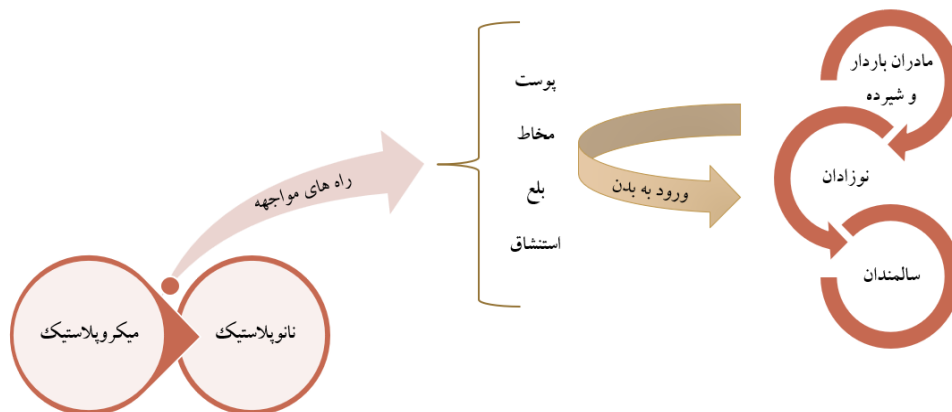 میکروپلاستیک
نانوپلاستیک
راه های مواجهه
پوست
مخاط
بلع
استنشاق
ورود به بدن
مادران باردار
و شیرده
نوزادان
سالمندان